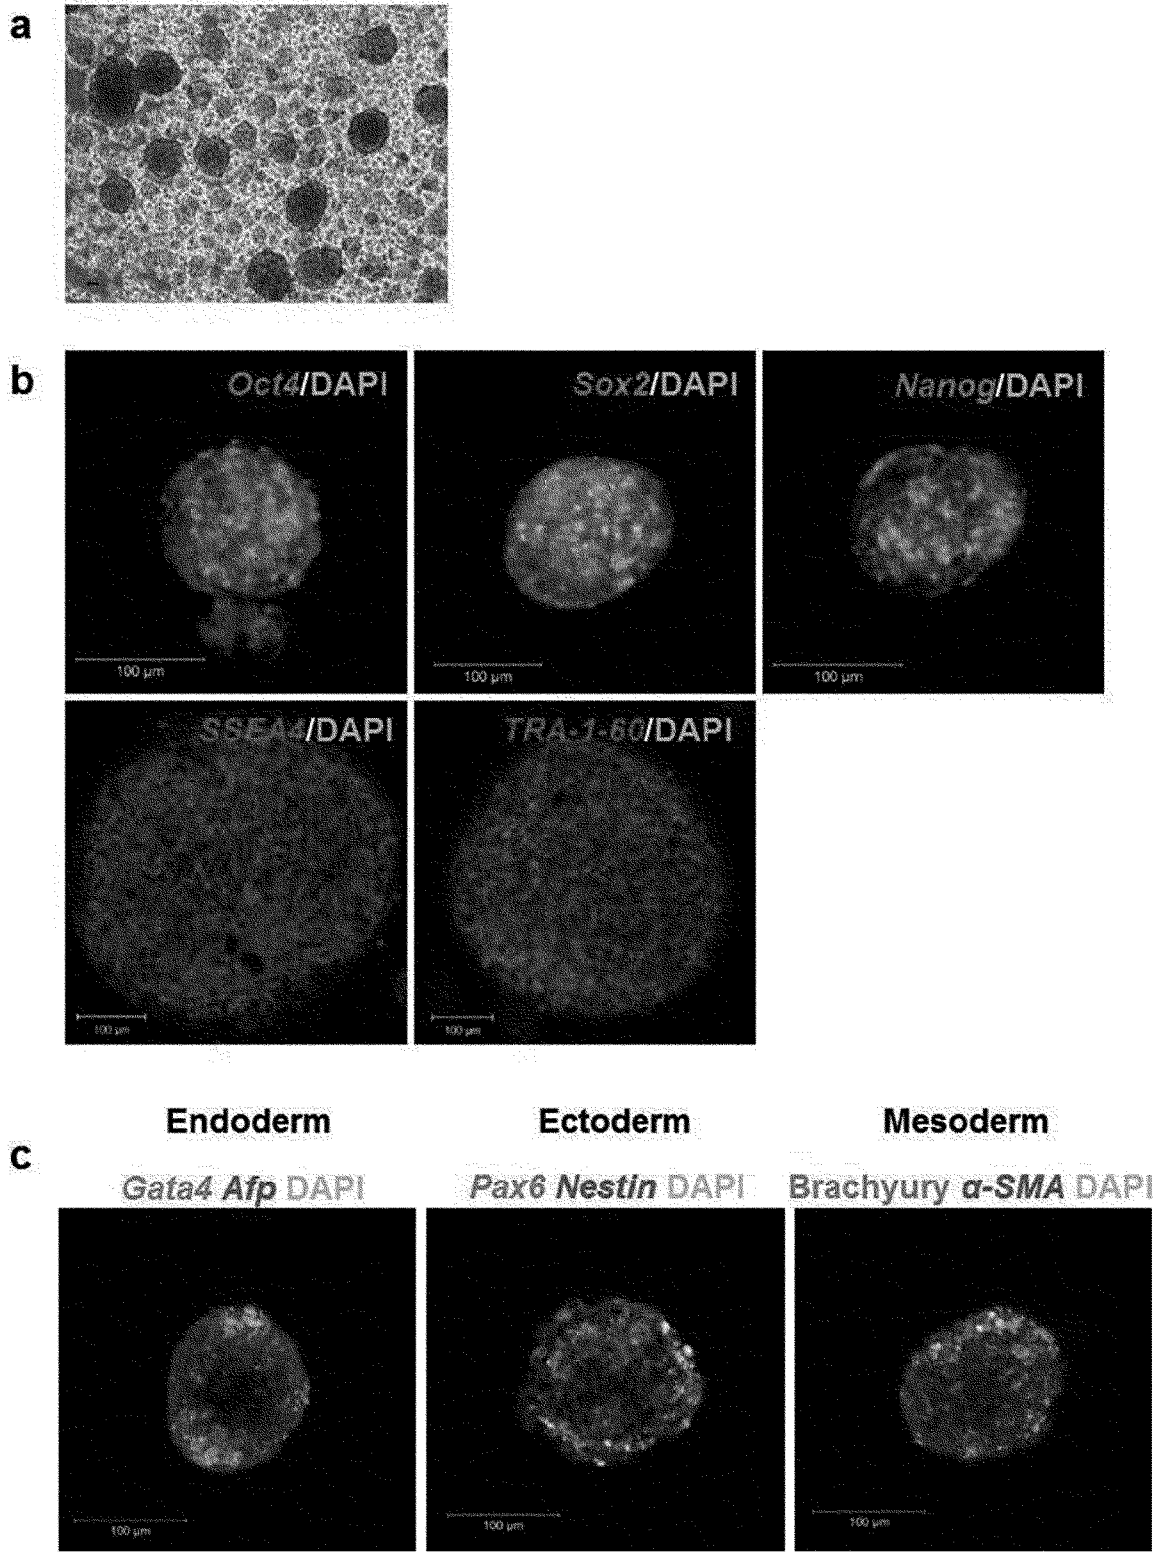 a
b
Oct4/DAPI
Sox2/DAPI
Nanog/DAPI
100 µm
100 µm
100 µm
SSEA4/DAPI
TRA-1-60/DAPI
100 µm
100 µm
Endoderm
Ectoderm
Mesoderm
c
Gata4 Afp DAPI
Pax6 Nestin DAPI
Brachyury α-SMA DAPI
100 µm
100 µm
100 µm